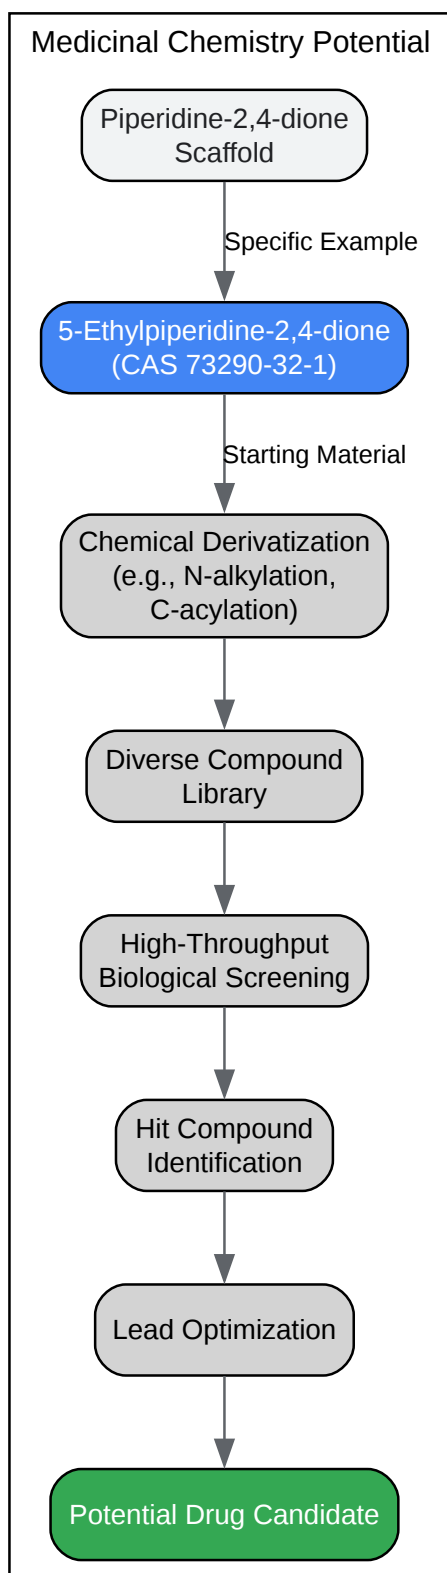 Medicinal Chemistry Potential
Piperidine-2,4-dione
Scaffold
Specific Example
5-Ethylpiperidine-2,4-dione
(CAS 73290-32-1)
Starting Material
Chemical Derivatization
(e.g., N-alkylation,
C-acylation)
Diverse Compound
Library
High-Throughput
Biological Screening
Hit Compound
Identification
Lead Optimization
Potential Drug Candidate